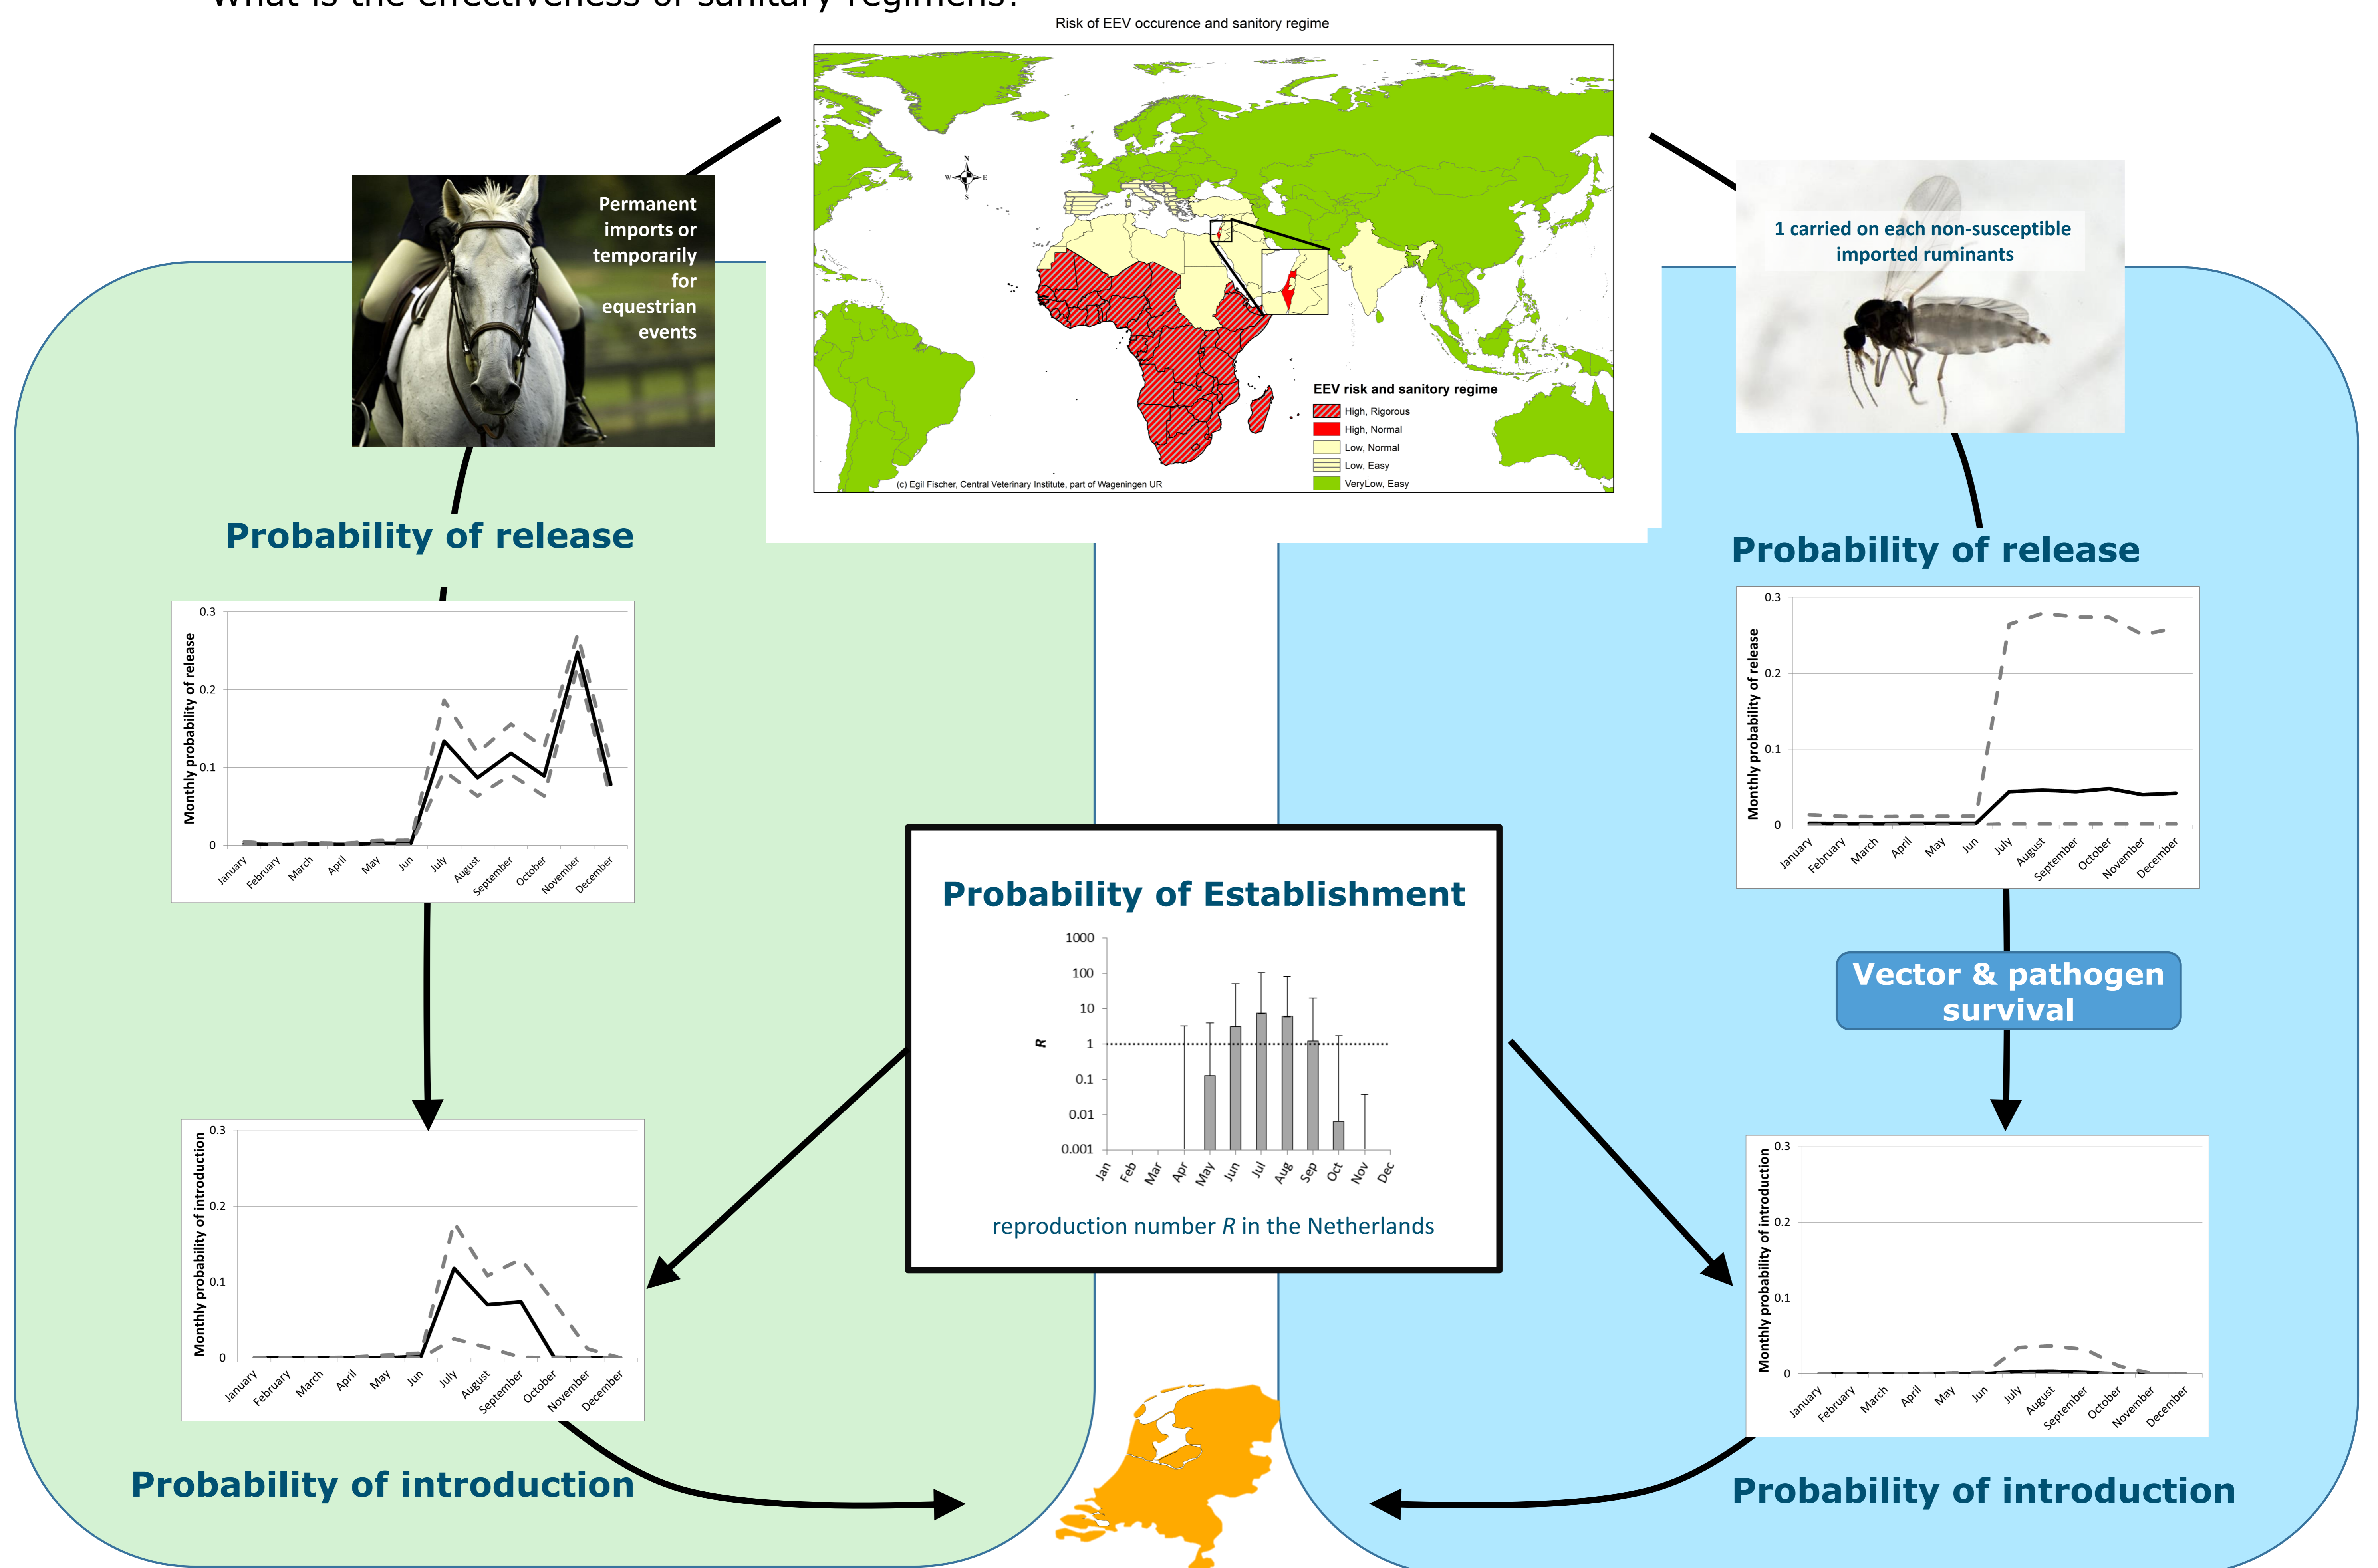 What is the effectiveness of sanitary regimens?
Risk of EEV occurence and sanitory regime
N
W
E
S
EEV risk and sanitory regime
High, Rigorous
High, Normal
Low, Normal
Low, Easy
VeryLow, Easy
(c) Egil Fischer, Central Veterinary Institute, part of Wageningen UR
Permanent
imports or
temporarily
for
equestrian
events
1 carried on each non-susceptible
imported ruminants
Probability of release
Monthly probability of release
0.3
0.2
0.1
0
January
February
March
April
May
Jun
July
August
September
October
November
December
Probability of release
Monthly probability of release
0.3
0.2
0.1
0
January
February
March
April
May
Jun
July
August
September
October
November
December
Probability of Establishment
1000
100
10
1
0.1
0.01
0.001
R
Jan
Feb
Mar
Apr
May
Jun
Jul
Aug
Sep
Oct
Nov
Dec
reproduction number R in the Netherlands
Vector & pathogen
survival
Monthly probability of introduction
0.3
0.2
0.1
0
January
February
March
April
May
Jun
July
August
September
October
November
December
Probability of introduction
Monthly probability of introduction
0.3
0.2
0.1
0
January
February
March
April
May
Jun
July
August
September
October
November
December
Probability of introduction